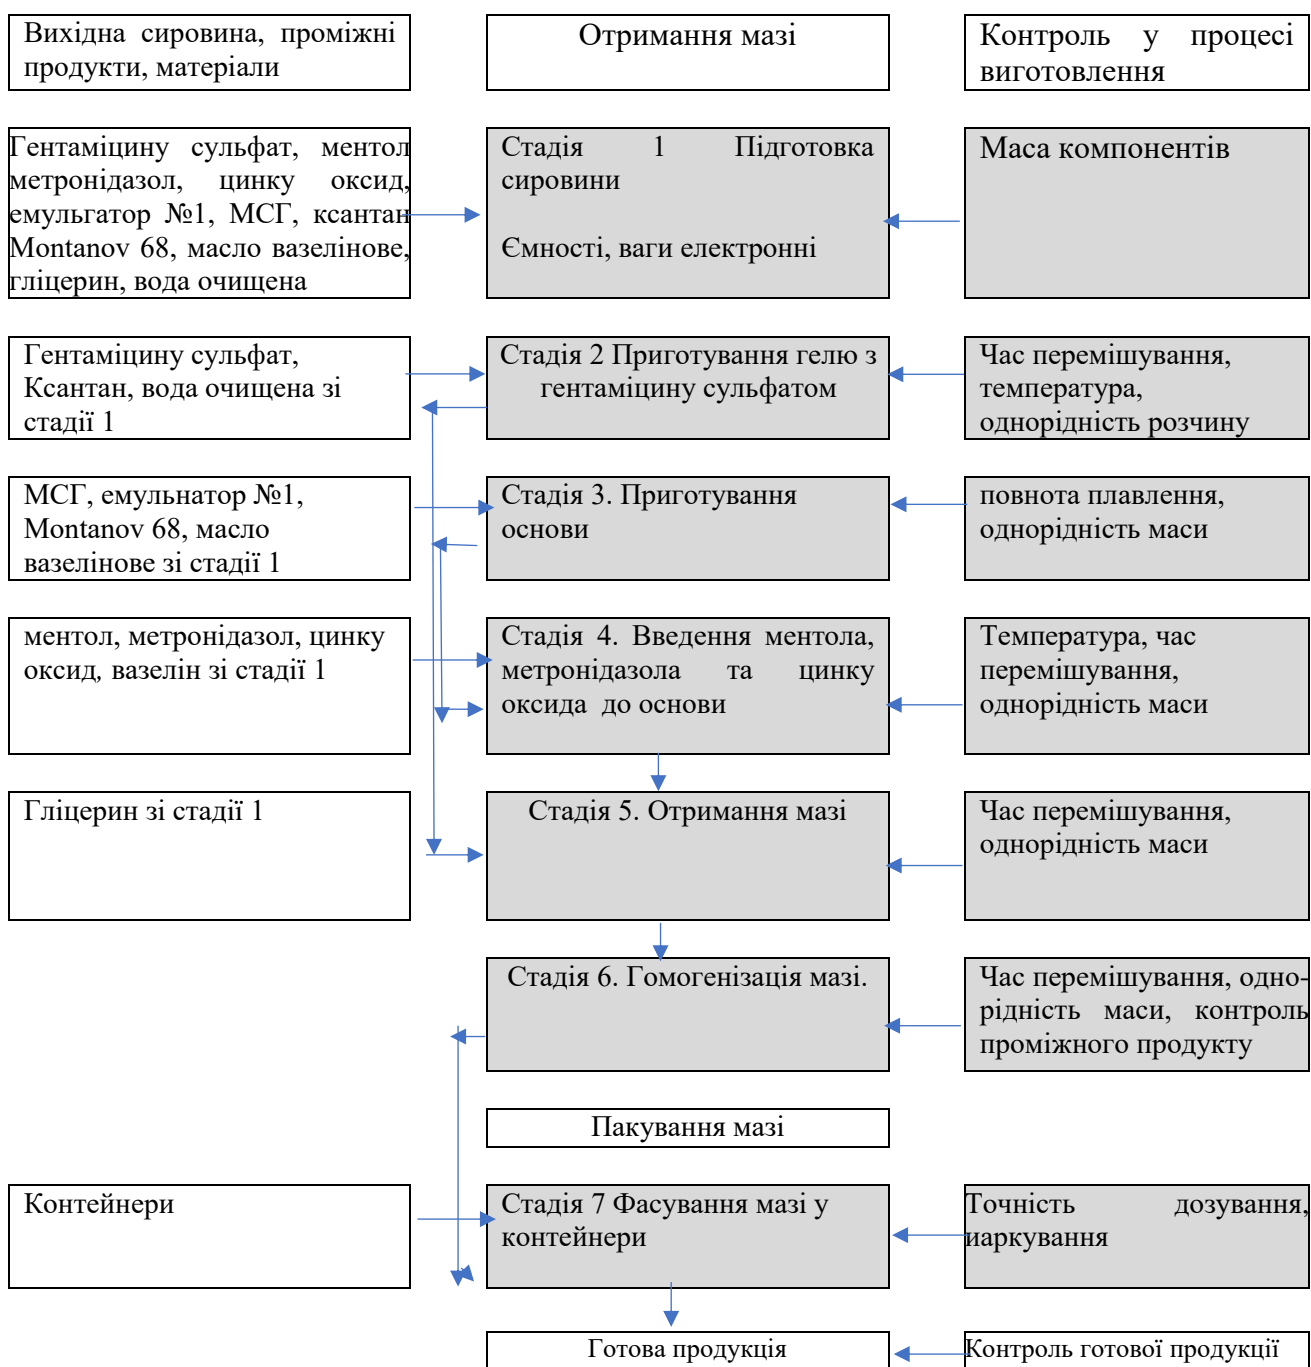 Вихідна сировина, проміжні
продукти, матеріали
Отримання мазі
Контроль у процесі
виготовлення
Гентаміцину сульфат, ментол
метронідазол, цинку оксид,
емульгатор №1, МСГ, ксантан
Montanov 68, масло вазелінове,
гліцерин, вода очищена
Стадія 1 Підготовка
сировини
Ємності, ваги електронні
Маса компонентів
Гентаміцину сульфат,
Ксантан, вода очищена зі
стадії 1
Стадія 2 Приготування гелю з
гентаміцину сульфатом
Час перемішування,
температура,
однорідність розчину
МСГ, емульнатор №1,
Montanov 68, масло
вазелінове зі стадії 1
Стадія 3. Приготування
основи
повнота плавлення,
однорідність маси
ментол, метронідазол, цинку
оксид, вазелін зі стадії 1
Стадія 4. Введення ментола,
метронідазола та цинку
оксида до основи
Температура, час
перемішування,
однорідність маси
Гліцерин зі стадії 1
Стадія 5. Отримання мазі
Час перемішування,
однорідність маси
Стадія 6. Гомогенізація мазі.
Час перемішування, одно-
рідність маси, контроль
проміжного продукту
Пакування мазі
Контейнери
Стадія 7 Фасування мазі у
контейнери
Точність дозування,
иаркування
Готова продукція
Контроль готової продукції